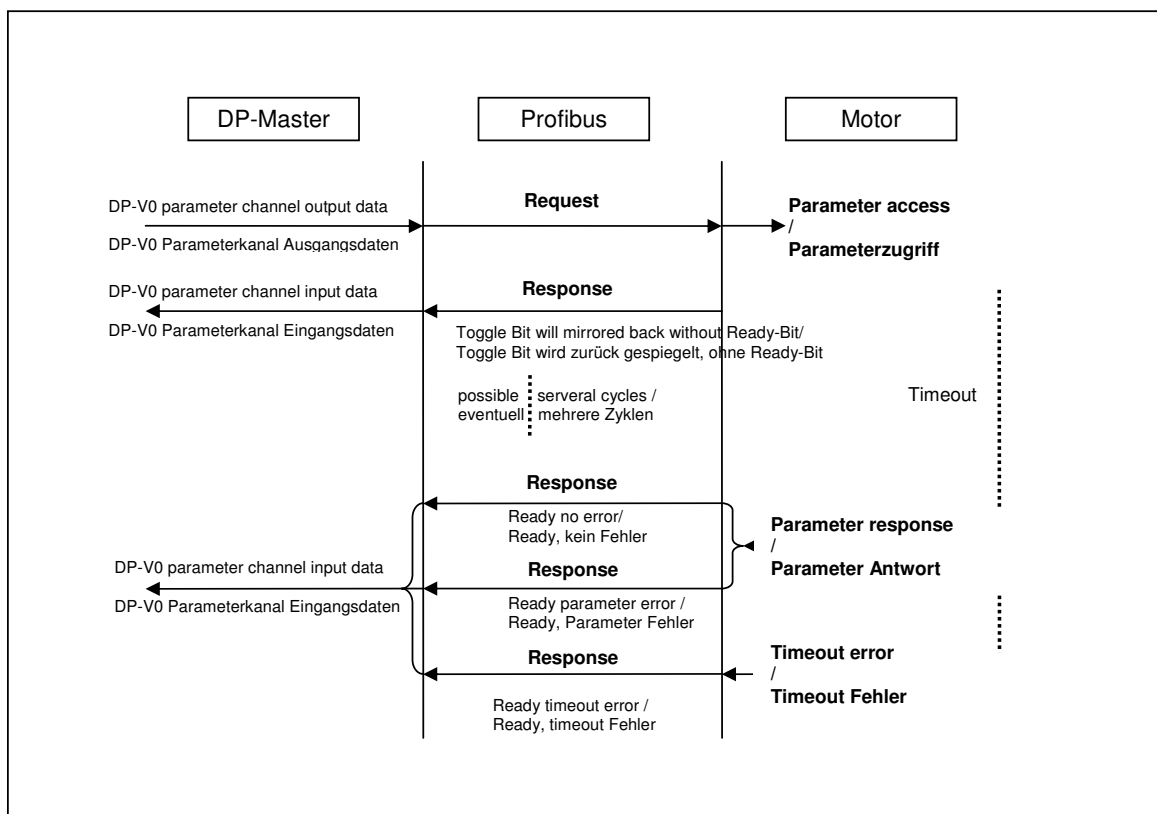 DP-Master
Profibus
Motor
DP-V0 parameter channel output data
DP-V0 Parameterkanal Ausgangsdaten
Request
Parameter access
/
Parameterzugriff
DP-V0 parameter channel input data
DP-V0 Parameterkanal Eingangsdaten
Response
Toggle Bit will mirrored back without Ready-Bit/
Toggle Bit wird zurück gespiegelt, ohne Ready-Bit
possible serveral cycles /
eventuell mehrere Zyklen
Timeout
Response
Ready no error/
Ready, kein Fehler
Parameter response
/
Parameter Antwort
DP-V0 parameter channel input data
DP-V0 Parameterkanal Eingangsdaten
Response
Ready parameter error /
Ready, Parameter Fehler
Response
Ready timeout error /
Ready, timeout Fehler
Timeout error
/
Timeout Fehler